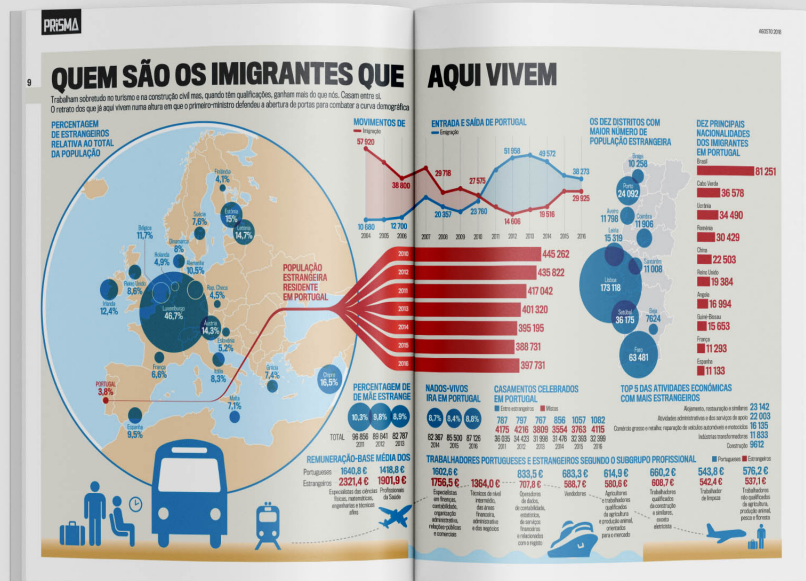 PRiSMA
AGOSTO 2018
9
QUEM SÃO OS IMIGRANTES QUE AQUI VIVEM
Trabalham sobretudo no turismo e na construção civil mas, quando têm qualificações, ganham mais do que nós. Casam entre si.
O retrato dos que já aqui vivem numa altura em que o primeiro-ministro defendeu a abertura de portas para combater a curva demográfica
PERCENTAGEM
DE ESTRANGEIROS
RELATIVA AO TOTAL
DA POPULAÇÃO
Finlândia
4,1%
Suécia
7,6%
Estónia
15%
Letónia
14,7%
Dinamarca
8%
Bélgica
11,7%
Holanda
4,9%
Alemanha
10,5%
Reino Unido
8,6%
Irlanda
12,4%
Luxemburgo
46,7%
Rep. Checa
4,5%
Áustria
14,3%
Eslovénia
5,2%
França
6,6%
Itália
8,3%
Grécia
7,4%
Chipre
16,5%
Malta
7,1%
PORTUGAL
3,8%
Espanha
9,5%
POPULAÇÃO
ESTRANGEIRA
RESIDENTE
EM PORTUGAL
MOVIMENTOS DE ENTRADA E SAÍDA DE PORTUGAL
Imigração
Emigração
57 920
38 800
29 718
27 575
51 958
49 572
38 273
10 680
12 700
20 357
23 760
14 606
19 516
29 925
2004 2005 2006 2007 2008 2009 2010 2011 2012 2013 2014 2015 2016
2010 445 262
2012 435 822
2011 417 042
2013 401 320
2014 395 195
2015 388 731
2016 397 731
OS DEZ DISTRITOS COM
MAIOR NÚMERO DE
POPULAÇÃO ESTRANGEIRA
Braga
10 258
Porto
24 092
Aveiro
11 798
Coimbra
11 906
Leiria
15 319
Santarém
11 008
Lisboa
173 118
Setúbal
36 175
Beja
7624
Faro
63 481
DEZ PRINCIPAIS
NACIONALIDADES
DOS IMIGRANTES
EM PORTUGAL
Brasil
81 251
Cabo Verde
36 578
Ucrânia
34 490
Roménia
30 429
China
22 503
Reino Unido
19 384
Angola
16 994
Guiné-Bissau
15 653
França
11 293
Espanha
11 133
PERCENTAGEM DE NADOS-VIVOS
DE MÃE ESTRANGEIRA EM PORTUGAL
10,3% 9,8% 8,9% 8,7% 8,4% 8,8%
TOTAL 96 856 89 841 82 787 82 367 85 500 87 126
2011 2012 2013 2014 2015 2016
CASAMENTOS CELEBRADOS
EM PORTUGAL
Entre estrangeiros Mistos
787 797 767 856 1057 1082
4175 4216 3809 3554 3763 4115
36 035 34 423 31 998 31 478 32 393 32 399
2011 2012 2013 2014 2015 2016
TOP 5 DAS ATIVIDADES ECONÓMICAS
COM MAIS ESTRANGEIROS
Alojamento, restauração e similares 23 142
Atividades administrativas e dos serviços de apoio 22 003
Comércio grosso e retalho, reparação de veículos automóveis e motociclos 16 135
Indústrias transformadoras 11 833
Construção 9612
REMUNERAÇÃO-BASE MÉDIA DOS TRABALHADORES PORTUGUESES E ESTRANGEIROS SEGUNDO O SUBGRUPO PROFISSIONAL
Portugueses Estrangeiros
Portugueses 1640,8 € 1418,8 € 1602,6 € 833,5 € 683,3 € 614,9 € 660,2 € 543,8 € 576,2 €
Estrangeiros 2321,4 € 1901,9 € 1756,5 € 1364,0 € 707,8 € 588,7 € 580,6 € 608,7 € 542,4 € 537,1 €
Especialistas das ciências
físicas, matemáticas,
engenharias e técnicas
afins
Profissionais
da Saúde
Especialistas
em finanças,
contabilidade,
organização
administrativa,
relações públicas
e comerciais
Técnicos de nível
intermédio,
das áreas
financeira,
administrativa
e dos negócios
Operadores
de dados,
de contabilidade,
estatística,
de serviços
financeiros
e relacionados
com o registo
Vendedores
Agricultores
e trabalhadores
qualificados
da agricultura
e produção animal,
orientados
para o mercado
Trabalhadores
qualificados
da construção
e similares,
exceto
eletricistas
Trabalhadores
de limpeza
Trabalhadores
não qualificados
da agricultura,
produção animal,
pesca e floresta